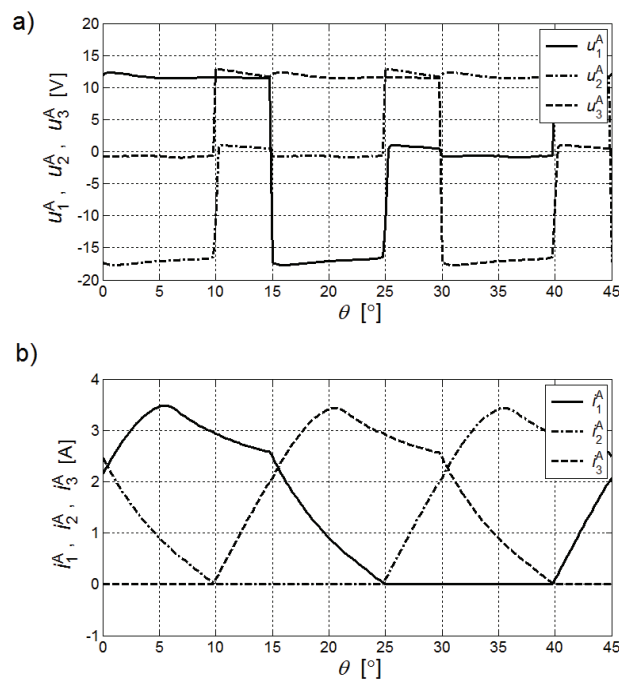 a)
20
15
10
5
0
-5
-10
-15
-20
u₁ᴬ , u₂ᴬ , u₃ᴬ [V]
u₁ᴬ
u₂ᴬ
u₃ᴬ
0 5 10 15 20 25 30 35 40 45
θ [°]
b)
4
3
2
1
0
-1
i₁ᴬ , i₂ᴬ , i₃ᴬ [A]
i₁ᴬ
i₂ᴬ
i₃ᴬ
0 5 10 15 20 25 30 35 40 45
θ [°]